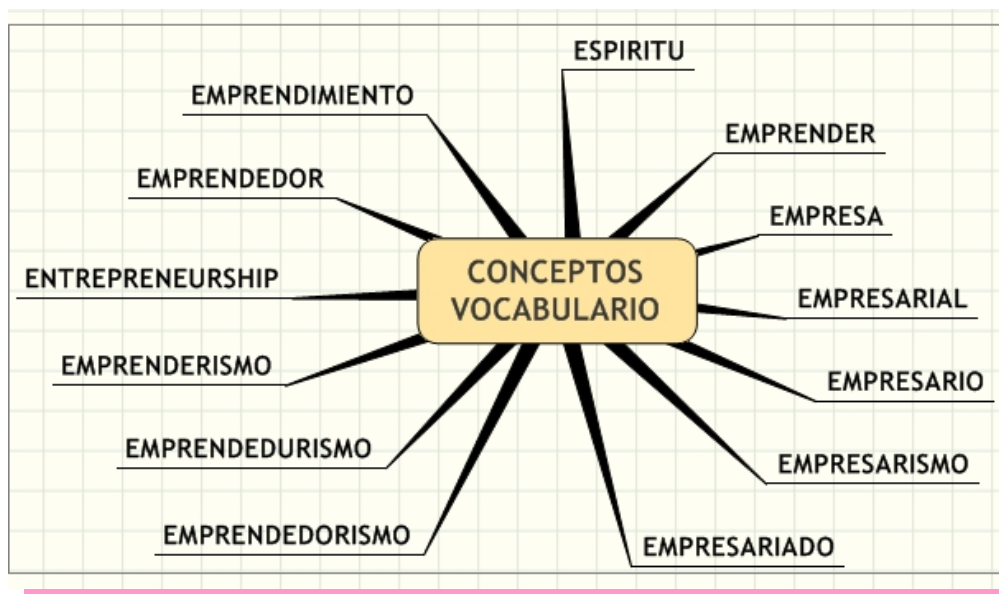 ESPIRITU
EMPRENDIMIENTO
EMPRENDER
EMPRENDEDOR
EMPRESA
CONCEPTOS
VOCABULARIO
ENTREPRENEURSHIP
EMPRESARIAL
EMPRENDERISMO
EMPRESARIO
EMPRENDEDURISMO
EMPRESARISMO
EMPRENDEDORISMO
EMPRESARIADO